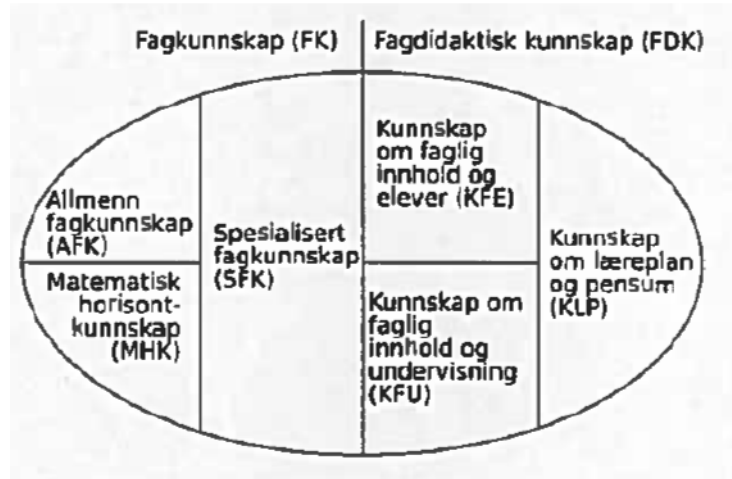 Fagkunnskap (FK)
Fagdidaktisk kunnskap (FDK)
Allmenn
fagkunnskap
(AFK)
Matematisk
horisont-
kunnskap
(MHK)
Spesialisert
fagkunnskap
(SFK)
Kunnskap
om faglig
innhold og
elever (KFE)
Kunnskap om
faglig
innhold og
undervisning
(KFU)
Kunnskap
om læreplan
og pensum
(KLP)